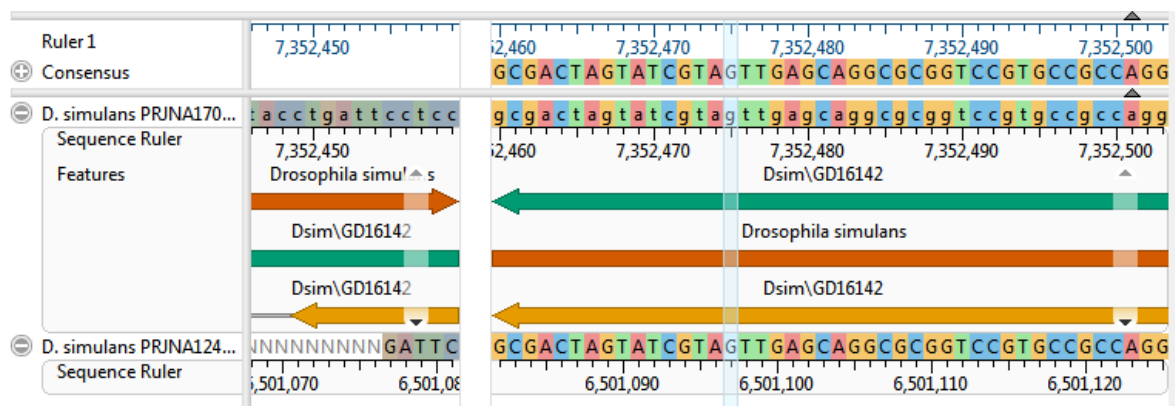 Ruler 1 7,352,450 52,460 7,352,470 7,352,480 7,352,490 7,352,500
Consensus GCGACTAGTATCGTAGTTGAGCAGGCGCGGTCCGTGCCGCCAGG
D. simulans PRJNA170... tacctgattcctcc gcgactagtatcgtagttgagcaggcgcggtccgtgccgccagg
Sequence Ruler 7,352,450 52,460 7,352,470 7,352,480 7,352,490 7,352,500
Features Drosophila simulans Dsim\GD16142
Dsim\GD16142 Drosophila simulans
Dsim\GD16142 Dsim\GD16142
D. simulans PRJNA124... NNNNNNNNNGATTC GCGACTAGTATCGTAGTTGAGCAGGCGCGGTCCGTGCCGCCAGG
Sequence Ruler 5,501,070 6,501,08 6,501,090 6,501,100 6,501,110 6,501,120